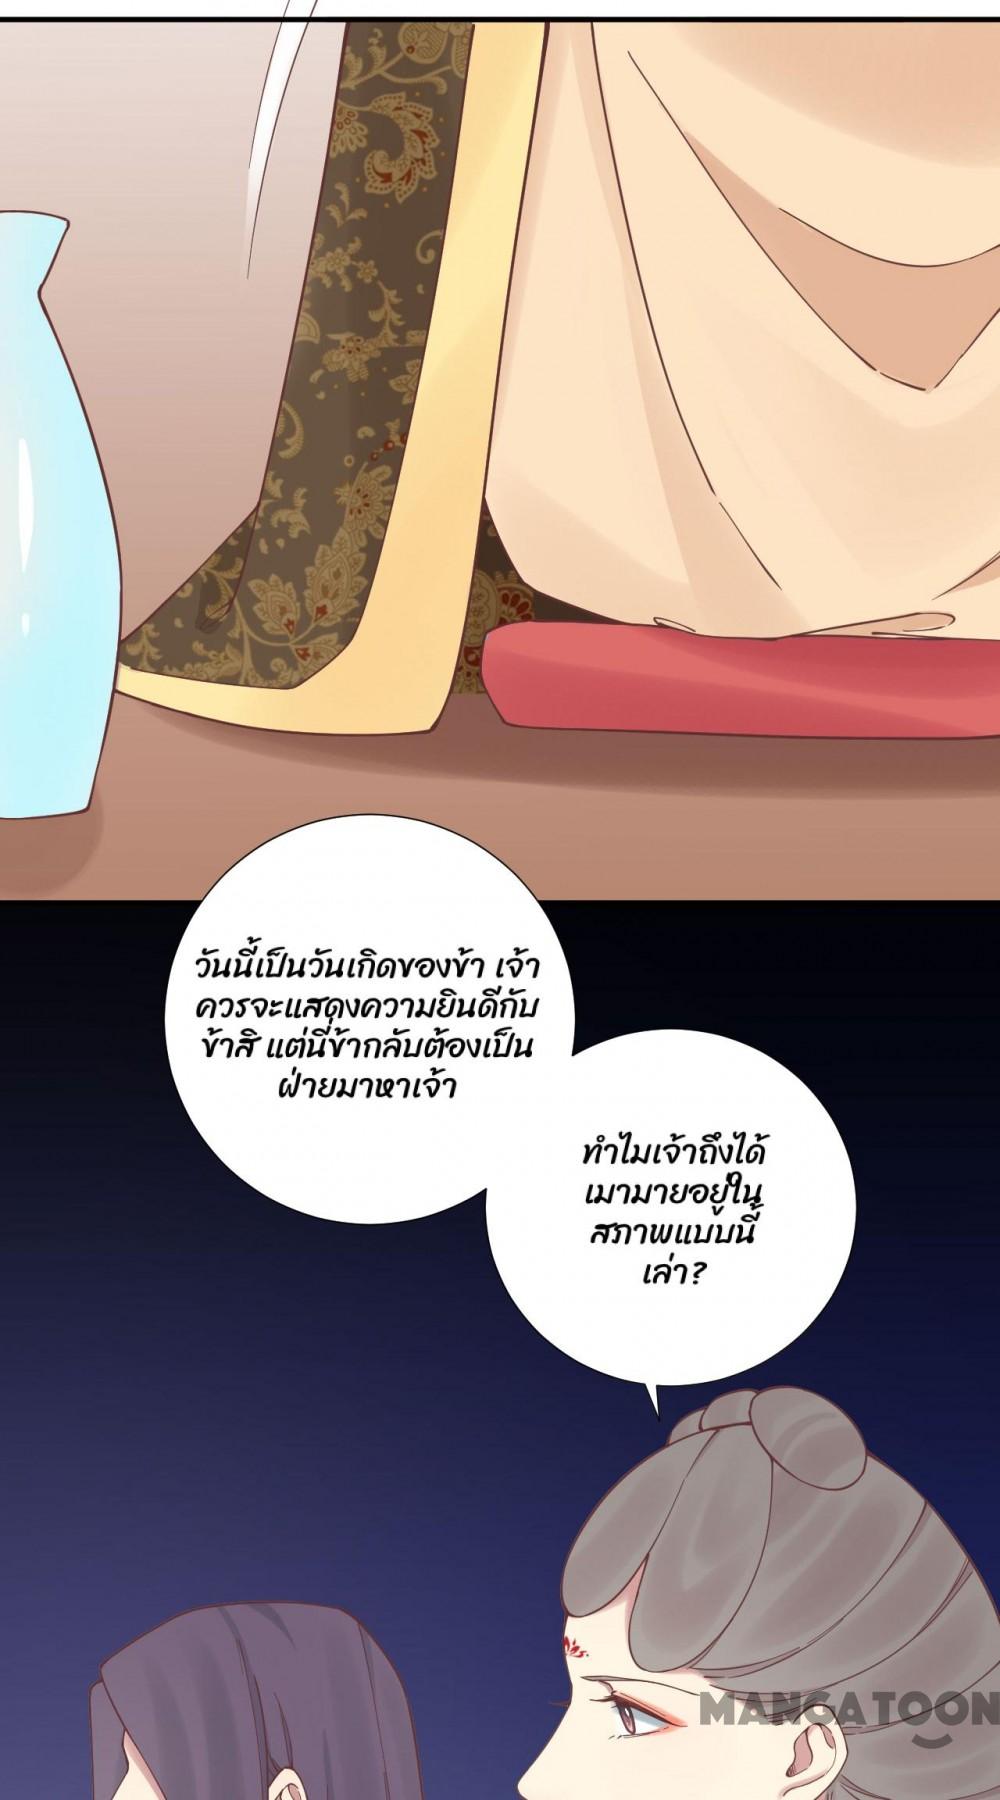 วันนี้เป็นวันเกิดของข้า เจ้า
ควรจะแสดงความยินดีกับ
ข้าสิ แต่นี่ข้ากลับต้องเป็น
ฝ่ายมาหาเจ้า
ทำไมเจ้าถึงได้
เมามายอยู่ใน
สภาพแบบนี้
เล่า?
MANGATOON